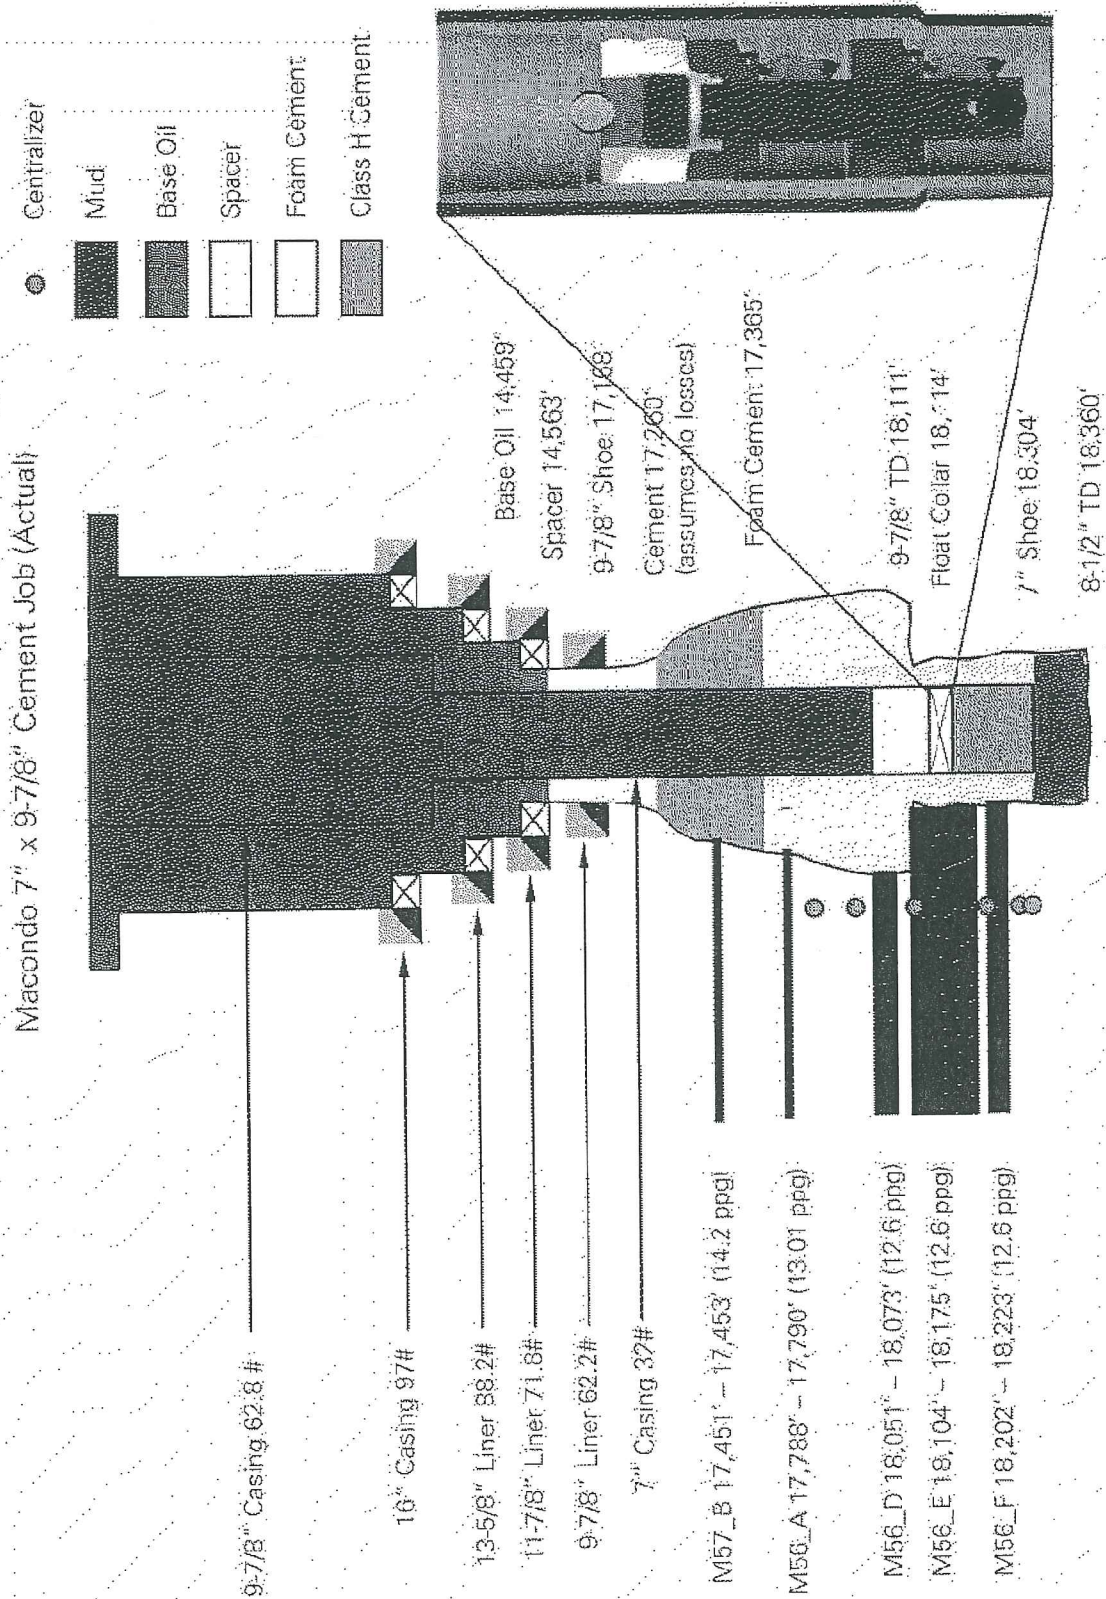 Macondo 7" x 9-7/8" Cement Job (Actual)
Centralizer
Mud
Base Oil
Spacer
Foam Cement
Class H Cement
9-7/8" Casing 62.8 #
16" Casing 97#
13-5/8" Liner 88.2#
11-7/8" Liner 71.8#
9-7/8" Liner 62.2#
7" Casing 32#
M57_B 17,451' – 17,453' (14.2 ppg)
M56_A 17,788' – 17,790' (13.01 ppg)
M56_D 18,051' – 18,073' (12.6 ppg)
M56_E 18,104' – 18,175' (12.6 ppg)
M56_F 18,202' – 18,223' (12.6 ppg)
Base Oil 14,459'
Spacer 14,563'
9-7/8" Shoe: 17,168'
Cement 17,260'
(assumes no losses)
Foam Cement: 17,365'
9-7/8" TD 18,111'
Float Collar 18,114'
7" Shoe: 18,304'
8-1/2" TD 18,360'